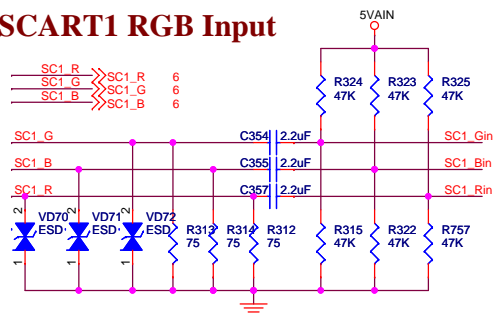 SCART1 RGB Input
5VAIN
SC1_R SC1_R 6
SC1_G SC1_G 6
SC1_B SC1_B 6
R324 R323 R325
47K 47K 47K
SC1_G C354 2.2uF SC1_Gin
SC1_B C355 2.2uF SC1_Bin
SC1_R C357 2.2uF SC1_Rin
2 2 2
VD70 VD71 VD72 R313 R314 R312 R315 R322 R757
ESD ESD ESD 75 75 75 47K 47K 47K
1 1 1